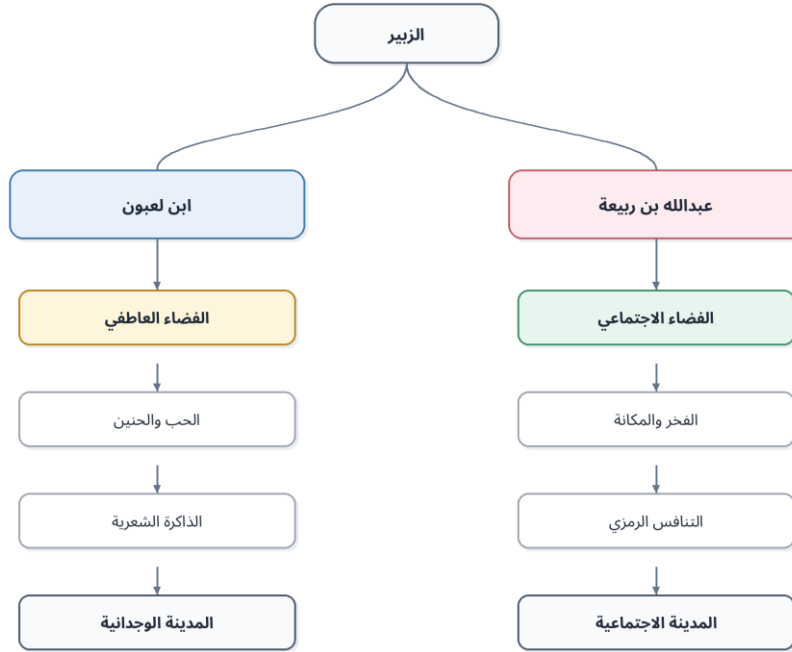 الزبير
عبدالله بن ربيعة
ابن لعبون
الفضاء الاجتماعي
الفضاء العاطفي
الفخر والمكانة
الحب والحنين
التنافس الرمزي
الذاكرة الشعرية
المدينة الاجتماعية
المدينة الوجدانية